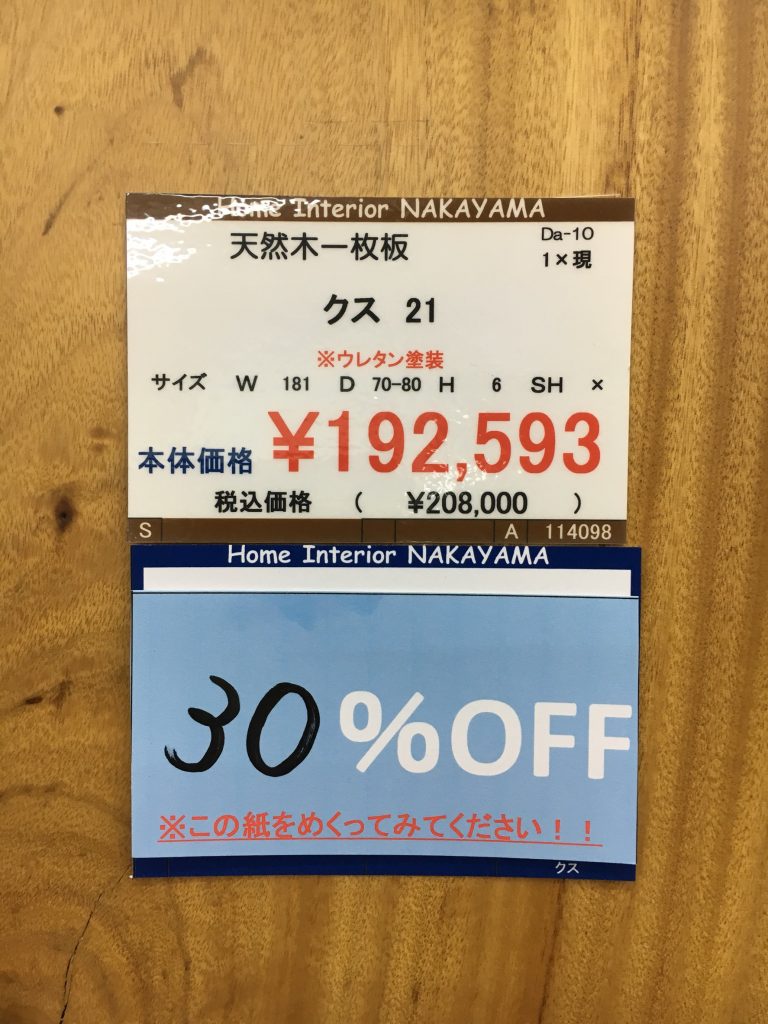 Home Interior NAKAYAMA
天然木一枚板
Da-10
1×現
クス 21
※ウレタン塗装
サイズ W 181 D 70-80 H 6 SH ×
本体価格 ¥192,593
税込価格 ( ¥208,000 )
S A 114098
Home Interior NAKAYAMA
30%OFF
※この紙をめくってみてください!!
クス